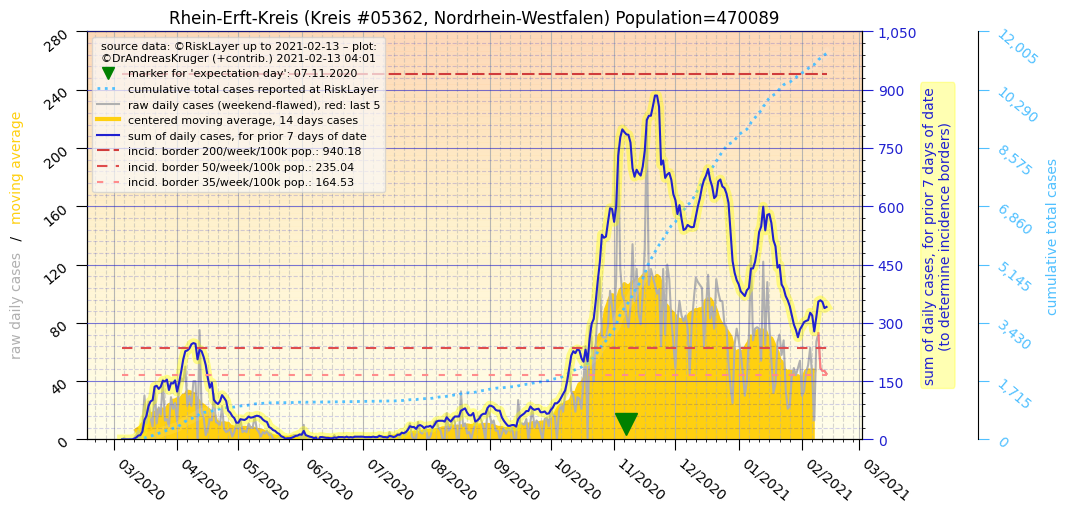 Rhein-Erft-Kreis (Kreis #05362, Nordrhein-Westfalen) Population=470089
source data: ©RiskLayer up to 2021-02-13 – plot:
©DrAndreasKruger (+contrib.) 2021-02-13 04:01
marker for 'expectation day': 07.11.2020
cumulative total cases reported at RiskLayer
raw daily cases (weekend-flawed), red: last 5
centered moving average, 14 days cases
sum of daily cases, for prior 7 days of date
incid. border 200/week/100k pop.: 940.18
incid. border 50/week/100k pop.: 235.04
incid. border 35/week/100k pop.: 164.53
raw daily cases / moving average
280
240
200
160
120
80
40
0
03/2020
04/2020
05/2020
06/2020
07/2020
08/2020
09/2020
10/2020
11/2020
12/2020
01/2021
02/2021
03/2021
1,050
900
750
600
450
300
150
0
sum of daily cases, for prior 7 days of date
(to determine incidence borders)
12,005
10,290
8,575
6,860
5,145
3,430
1,715
0
cumulative total cases